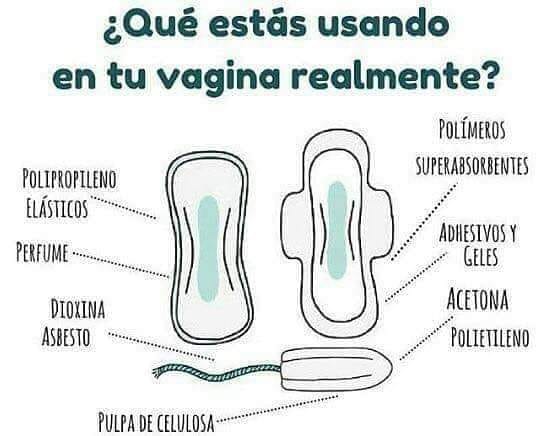 ¿Qué estás usando
en tu vagina realmente?
POLÍMEROS
SUPERABSORBENTES
POLIPROPILENO
ELÁSTICOS
PERFUME
ADHESIVOS Y
GELES
DIOXINA
ASBESTO
ACETONA
POLIETILENO
PULPA DE CELULOSA